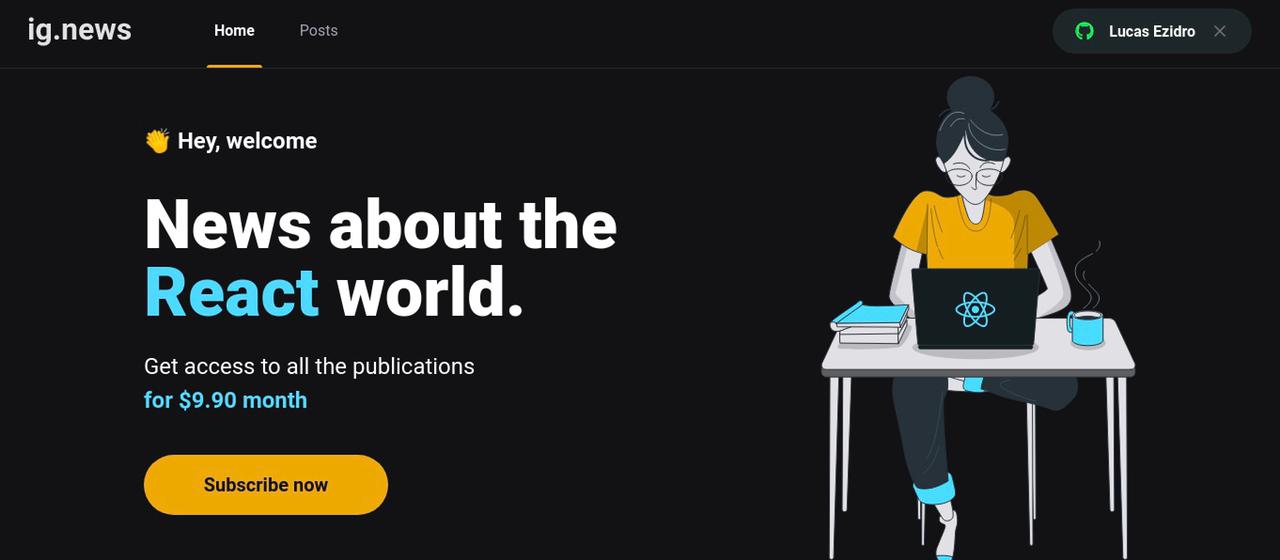 ig.news
Home
Posts
Lucas Ezidro
👏 Hey, welcome
News about the
React world.
Get access to all the publications
for $9.90 month
Subscribe now